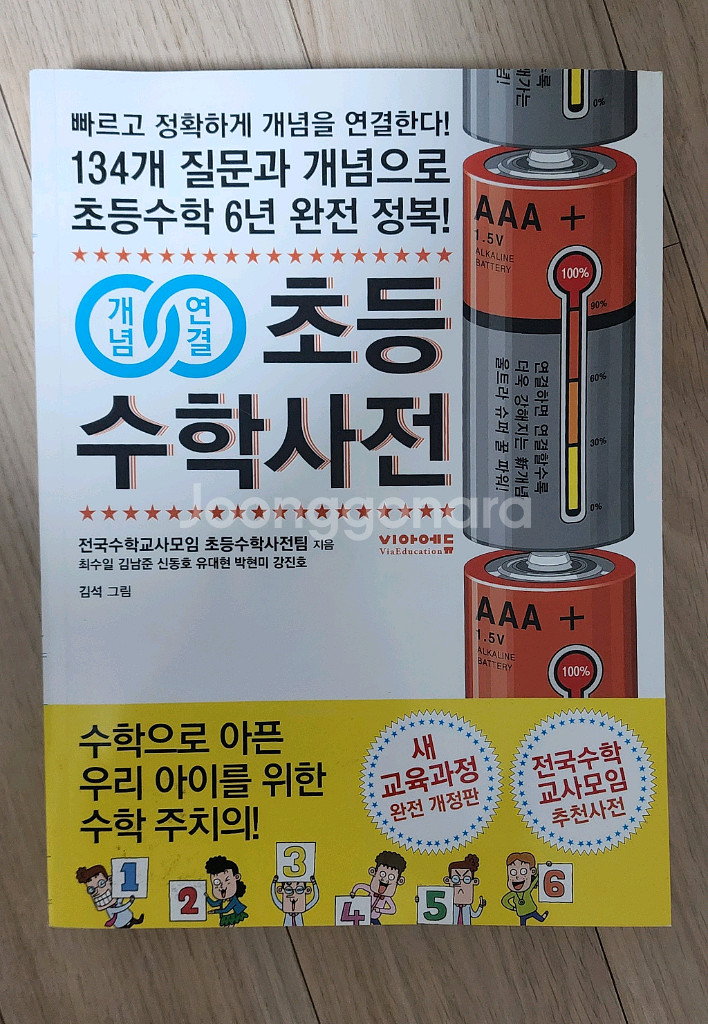 빠르고 정확하게 개념을 연결한다!
134개 질문과 개념으로
초등수학 6년 완전 정복!
개념
연결
초등
수학사전
전국수학교사모임 초등수학사전팀 지음
최수일 김남준 신동호 유대현 박현미 강진호
김석 그림
비아에듀
ViaEducation
0%
AAA +
1.5V
ALKALINE
BATTERY
100%
90%
60%
30%
0%
연결하면 연결할수록
더욱 강해지는 新개념
울트라 슈퍼 꿈 파워!
AAA +
1.5V
ALKALINE
BATTERY
100%
Joonggonara
수학으로 아픈
우리 아이를 위한
수학 주치의!
새
교육과정
완전 개정판
전국수학
교사모임
추천사전
1
2
3
4
5
6